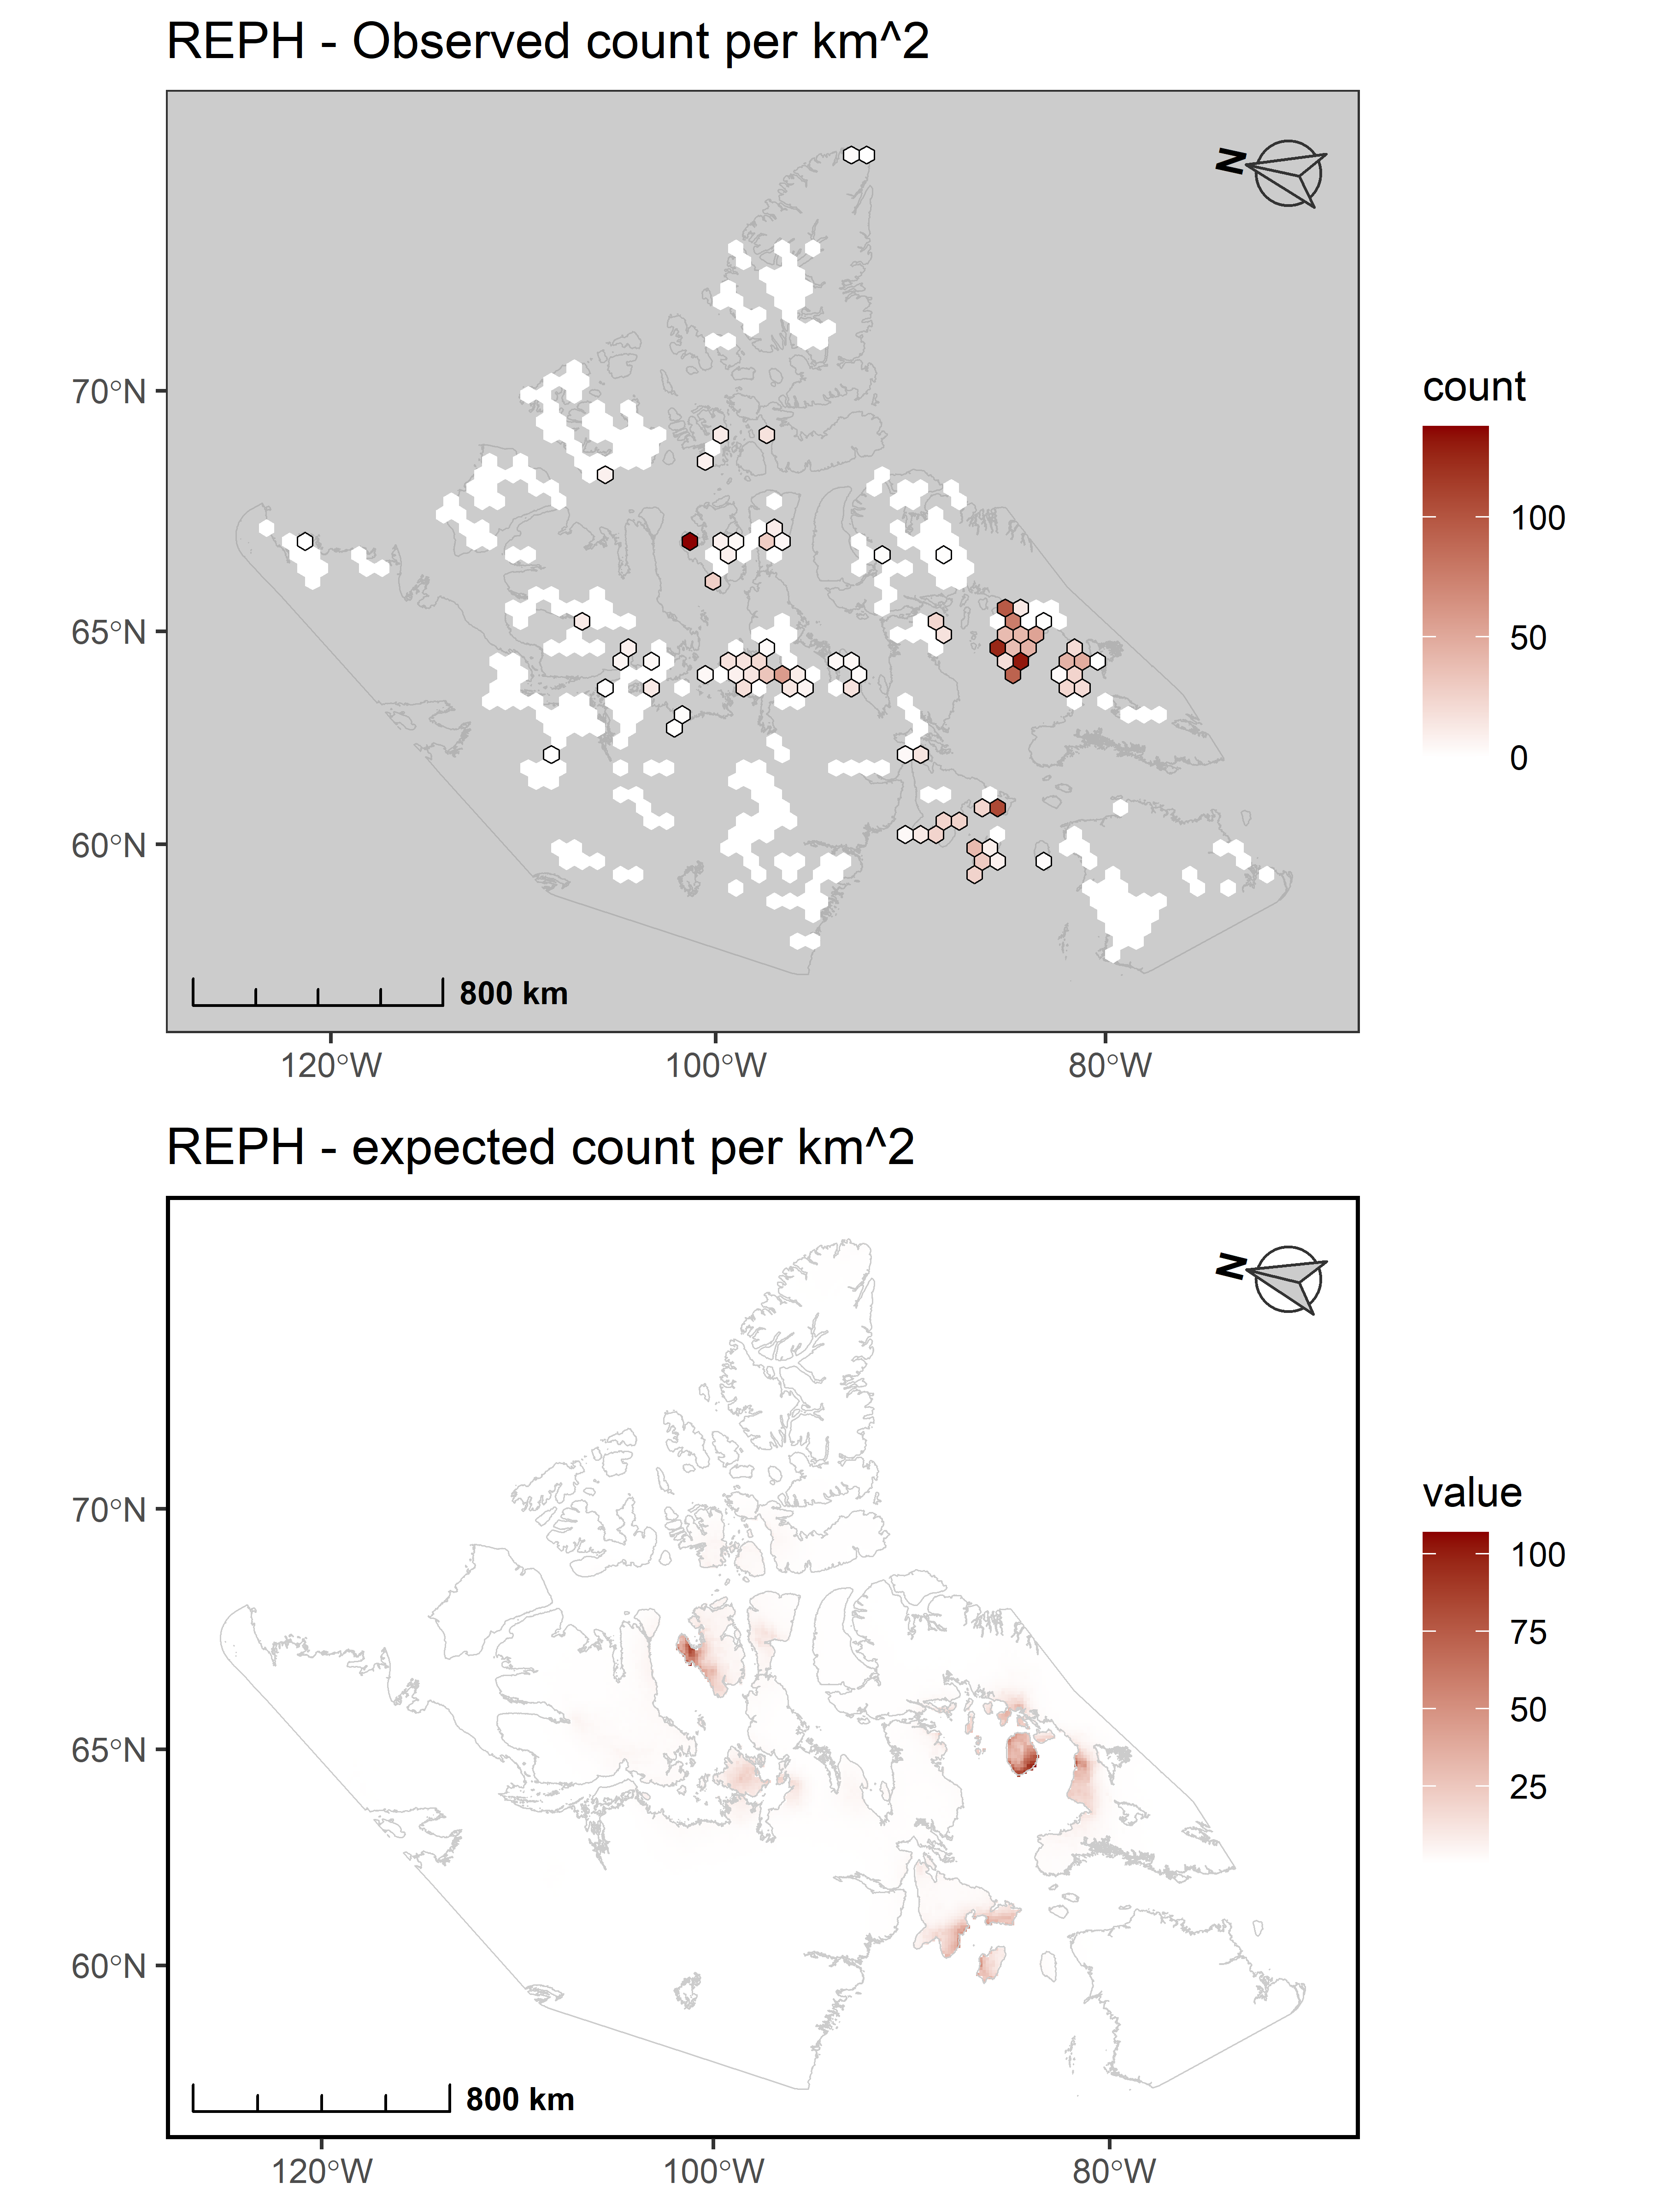 REPH - Observed count per km^2
N
70°N
65°N
60°N
800 km
120°W
100°W
80°W
count
100
50
0
REPH - expected count per km^2
N
70°N
65°N
60°N
800 km
120°W
100°W
80°W
value
100
75
50
25